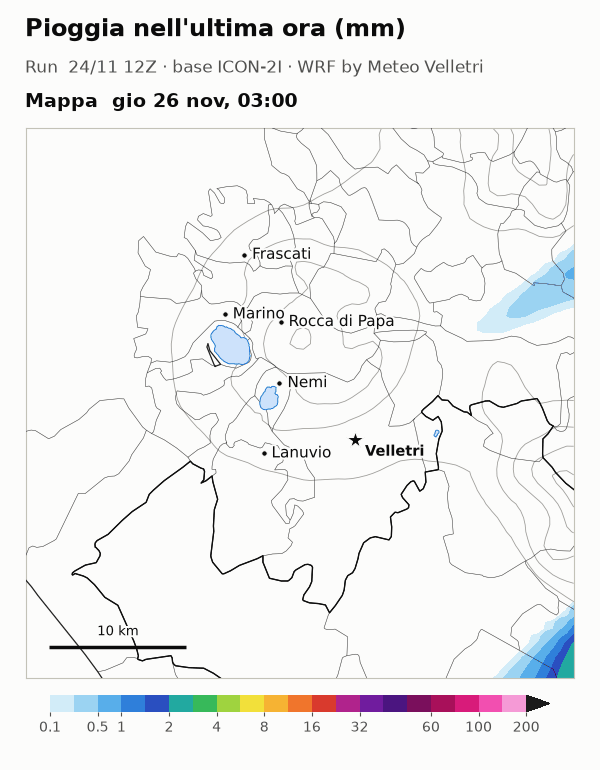 Pioggia nell'ultima ora (mm)
Run  24/11 12Z · base ICON-2I · WRF by Meteo Velletri
Mappa  gio 26 nov, 03:00
Frascati
Marino
Rocca di Papa
Nemi
Velletri
Lanuvio
10 km
0.1 0.5 1 2 4 8 16 32 60 100 200